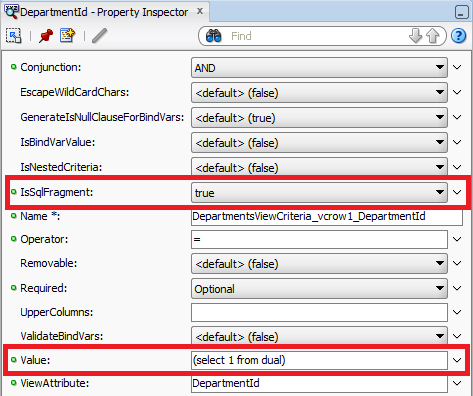 DepartmentId - Property Inspector x
Find
Conjunction: AND
EscapeWildCardChars: <default> (false)
GenerateIsNullClauseForBindVars: <default> (true)
IsBindVarValue: <default> (false)
IsNestedCriteria: <default> (false)
IsSqlFragment: true
Name *: DepartmentsViewCriteria_vcrow1_DepartmentId
Operator: =
Removable: <default> (false)
Required: Optional
UpperColumns:
ValidateBindVars: <default> (false)
Value: (select 1 from dual)
ViewAttribute: DepartmentId